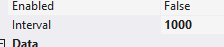 Enabled False
Interval 1000
Data